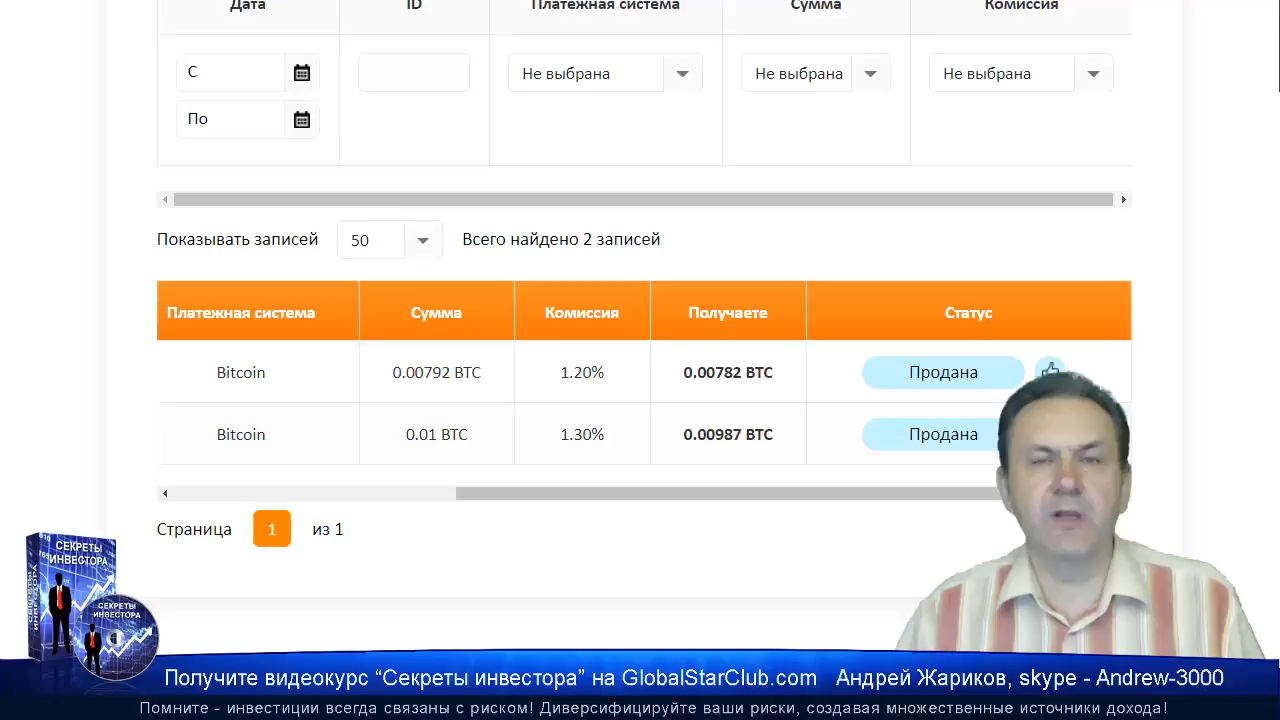 Дата ID Платежная система Сумма Комиссия
С Не выбрана Не выбрана Не выбрана
По
Показывать записей 50 Всего найдено 2 записей
Платежная система Сумма Комиссия Получаете Статус
Bitcoin 0.00792 BTC 1.20% 0.00782 BTC Продана
Bitcoin 0.01 BTC 1.30% 0.00987 BTC Продана
Страница 1 из 1
СЕКРЕТЫ
ИНВЕСТОРА
СЕКРЕТЫ
ИНВЕСТОРА
Получите видеокурс “Секреты инвестора” на GlobalStarClub.com Андрей Жариков, skype - Andrew-3000
Помните - инвестиции всегда связаны с риском! Диверсифицируйте ваши риски, создавая множественные источники дохода!